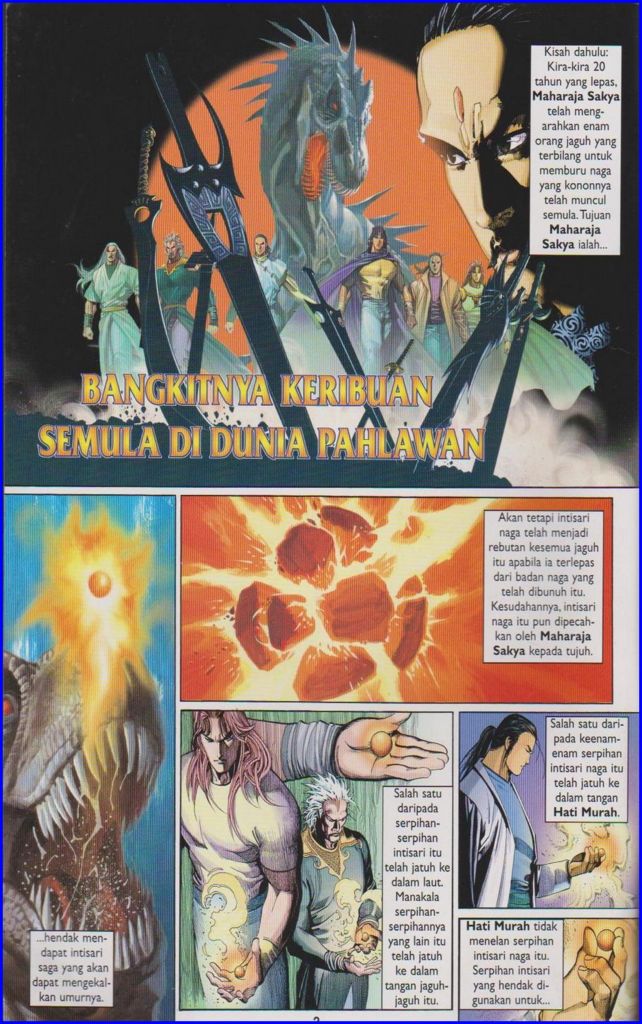 Kisah dahulu:
Kira-kira 20
tahun yang lepas,
Maharaja Sakya
telah meng-
arahkan enam
orang jaguh yang
terbilang untuk
memburu naga
yang kononnya
telah muncul
semula. Tujuan
Maharaja
Sakya ialah...
BANGKITNYA KERIBUAN
SEMULA DI DUNIA PAHLAWAN
...hendak men-
dapat intisari
saga yang akan
dapat mengekal-
kan umurnya.
Akan tetapi intisari
naga telah menjadi
rebutan kesemua jaguh
itu apabila ia terlepas
dari badan naga yang
telah dibunuh itu.
Kesudahannya, intisari
naga itu pun dipecah-
kan oleh Maharaja
Sakya kepada tujuh.
Salah satu
daripada
serpihan-
serpihan
intisari itu
telah jatuh ke
dalam laut.
Manakala
serpihan-
serpihannya
yang lain itu
telah jatuh
ke dalam
tangan jaguh-
jaguh itu.
Salah satu dari-
pada keenam-
enam serpihan
intisari naga itu
telah jatuh ke
dalam tangan
Hati Murah.
Hati Murah tidak
menelan serpihan
intisari naga itu.
Serpihan intisari
yang hendak di-
gunakan untuk...